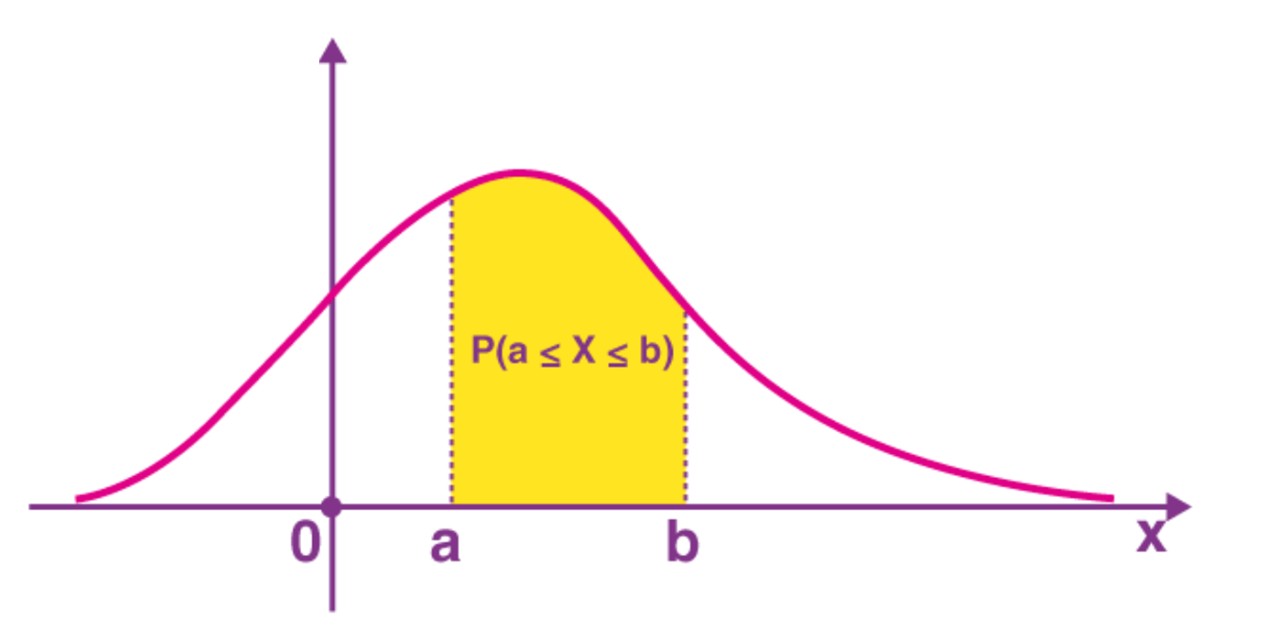 P(a ≤ X ≤ b)
0 a b x